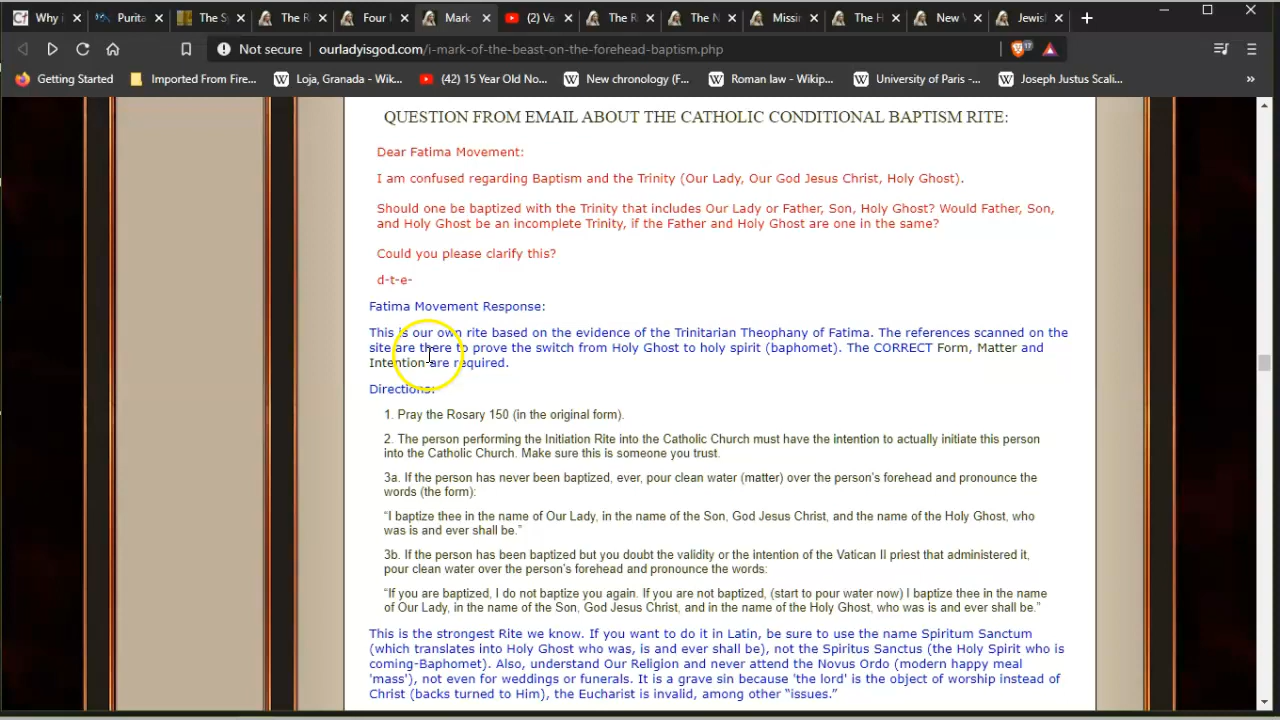 Why i
Purita
The S
The R
Four I
Mark
(2) Va
The R
The N
Missin
The H
New V
Jewish
Not secure
ourladyisgod.com/i-mark-of-the-beast-on-the-forehead-baptism.php
17
Getting Started
Imported From Fire...
Loja, Granada - Wik...
(42) 15 Year Old No...
New chronology (F...
Roman law - Wikip...
University of Paris -...
Joseph Justus Scali...
QUESTION FROM EMAIL ABOUT THE CATHOLIC CONDITIONAL BAPTISM RITE:
Dear Fatima Movement:
I am confused regarding Baptism and the Trinity (Our Lady, Our God Jesus Christ, Holy Ghost).
Should one be baptized with the Trinity that includes Our Lady or Father, Son, Holy Ghost? Would Father, Son,
and Holy Ghost be an incomplete Trinity, if the Father and Holy Ghost are one in the same?
Could you please clarify this?
d-t-e-
Fatima Movement Response:
This is our own rite based on the evidence of the Trinitarian Theophany of Fatima. The references scanned on the
site are there to prove the switch from Holy Ghost to holy spirit (baphomet). The CORRECT Form, Matter and
Intention are required.
Directions:
1. Pray the Rosary 150 (in the original form).
2. The person performing the Initiation Rite into the Catholic Church must have the intention to actually initiate this person
into the Catholic Church. Make sure this is someone you trust.
3a. If the person has never been baptized, ever, pour clean water (matter) over the person's forehead and pronounce the
words (the form):
“I baptize thee in the name of Our Lady, in the name of the Son, God Jesus Christ, and the name of the Holy Ghost, who
was is and ever shall be.”
3b. If the person has been baptized but you doubt the validity or the intention of the Vatican II priest that administered it,
pour clean water over the person's forehead and pronounce the words:
“If you are baptized, I do not baptize you again. If you are not baptized, (start to pour water now) I baptize thee in the name
of Our Lady, in the name of the Son, God Jesus Christ, and in the name of the Holy Ghost, who was is and ever shall be.”
This is the strongest Rite we know. If you want to do it in Latin, be sure to use the name Spiritum Sanctum
(which translates into Holy Ghost who was, is and ever shall be), not the Spiritus Sanctus (the Holy Spirit who is
coming-Baphomet). Also, understand Our Religion and never attend the Novus Ordo (modern happy meal
'mass'), not even for weddings or funerals. It is a grave sin because 'the lord' is the object of worship instead of
Christ (backs turned to Him), the Eucharist is invalid, among other “issues.”